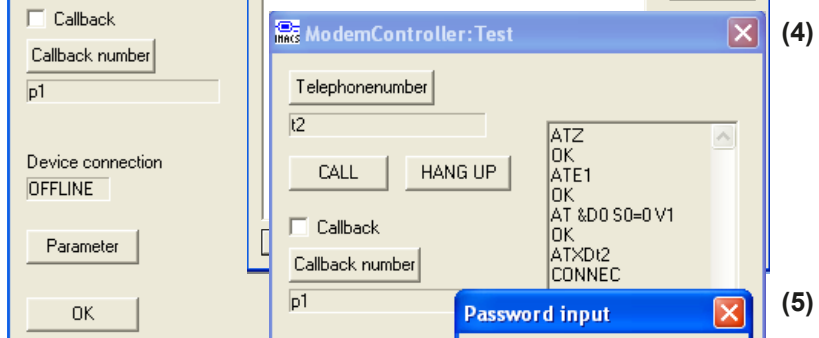 Callback
Callback number
p1
Device connection
OFFLINE
Parameter
OK
IMACS
ModemController:Test
Telephonenumber
t2
CALL
HANG UP
Callback
Callback number
p1
ATZ
OK
ATE1
OK
AT &D0 S0=0 V1
OK
ATXDt2
CONNEC
Password input
(4)
(5)